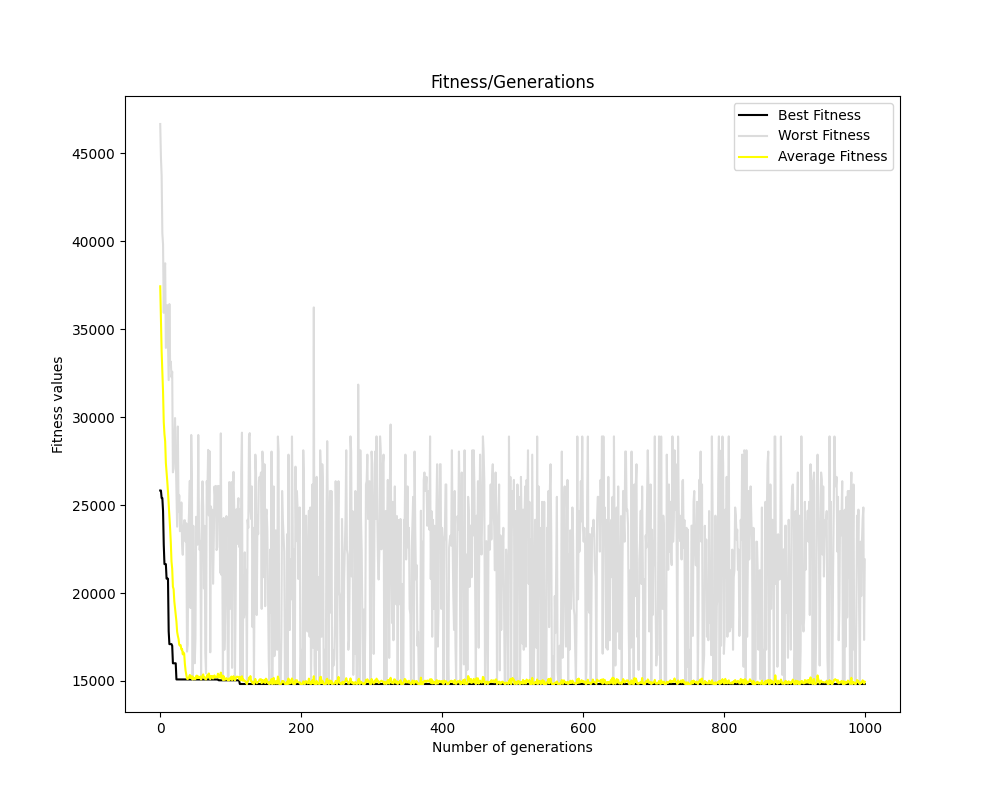 Fitness/Generations
Best Fitness
Worst Fitness
Average Fitness
45000
40000
35000
30000
25000
20000
15000
Fitness values
0 200 400 600 800 1000
Number of generations